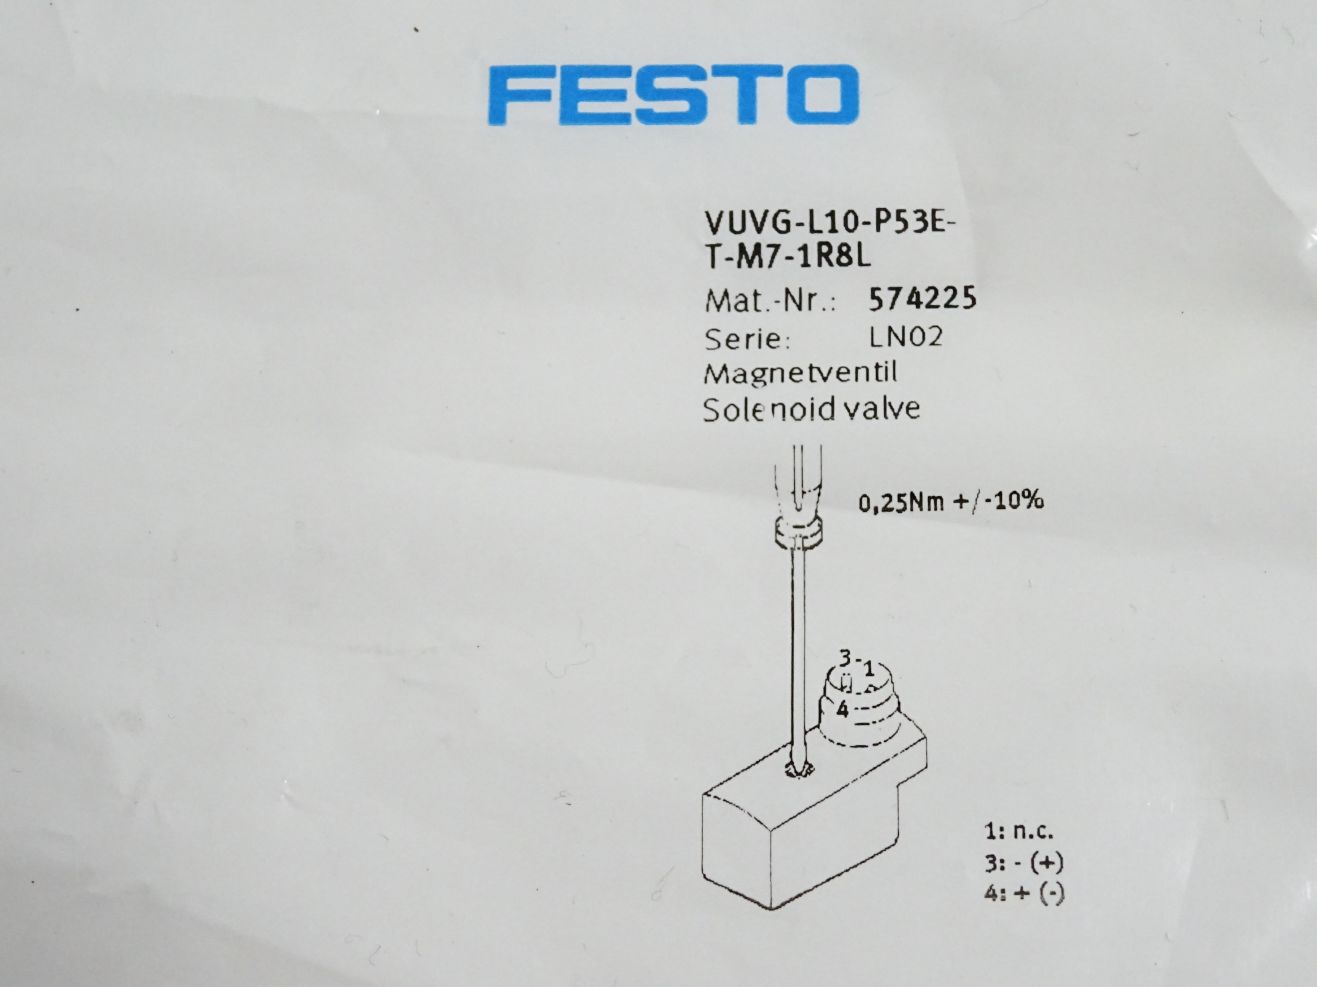 FESTO
VUVG-L10-P53E-
T-M7-1R8L
Mat.-Nr.: 574225
Serie: LN02
Magnetventil
Solenoid valve
0,25Nm +/-10%
3 1
4
1: n.c.
3: - (+)
4: + (-)